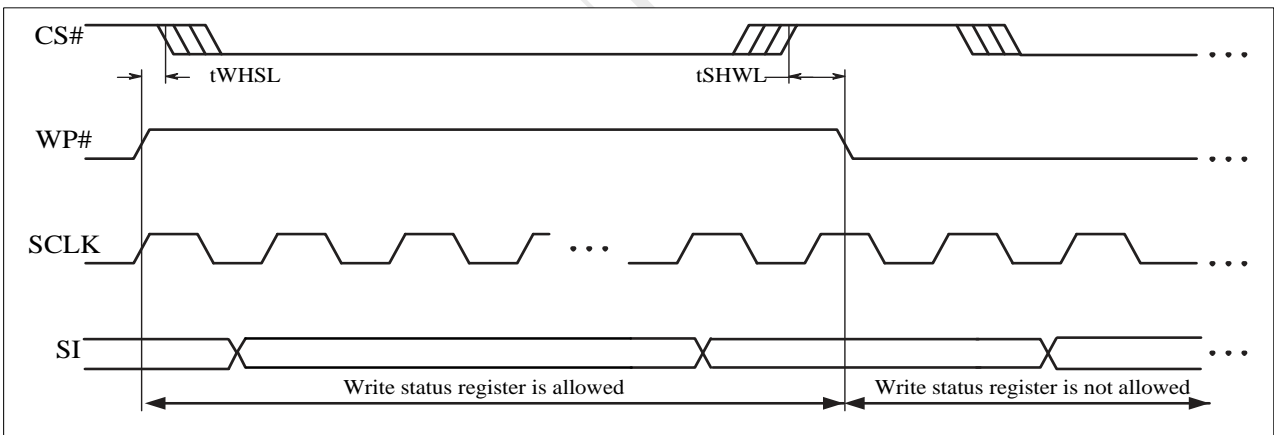 CS#
tWHSL
tSHWL
WP#
SCLK
SI
Write status register is allowed
Write status register is not allowed